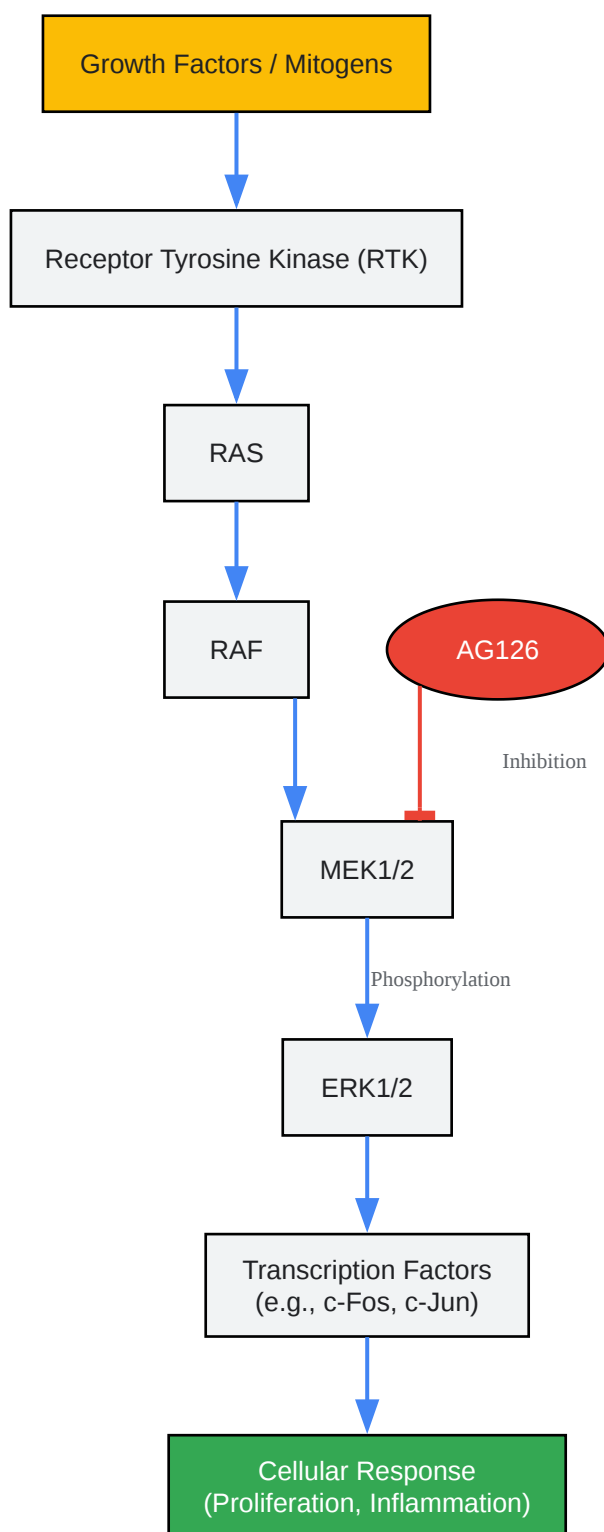 Growth Factors / Mitogens
Receptor Tyrosine Kinase (RTK)
RAS
RAF
AG126
Inhibition
MEK1/2
Phosphorylation
ERK1/2
Transcription Factors
(e.g., c-Fos, c-Jun)
Cellular Response
(Proliferation, Inflammation)